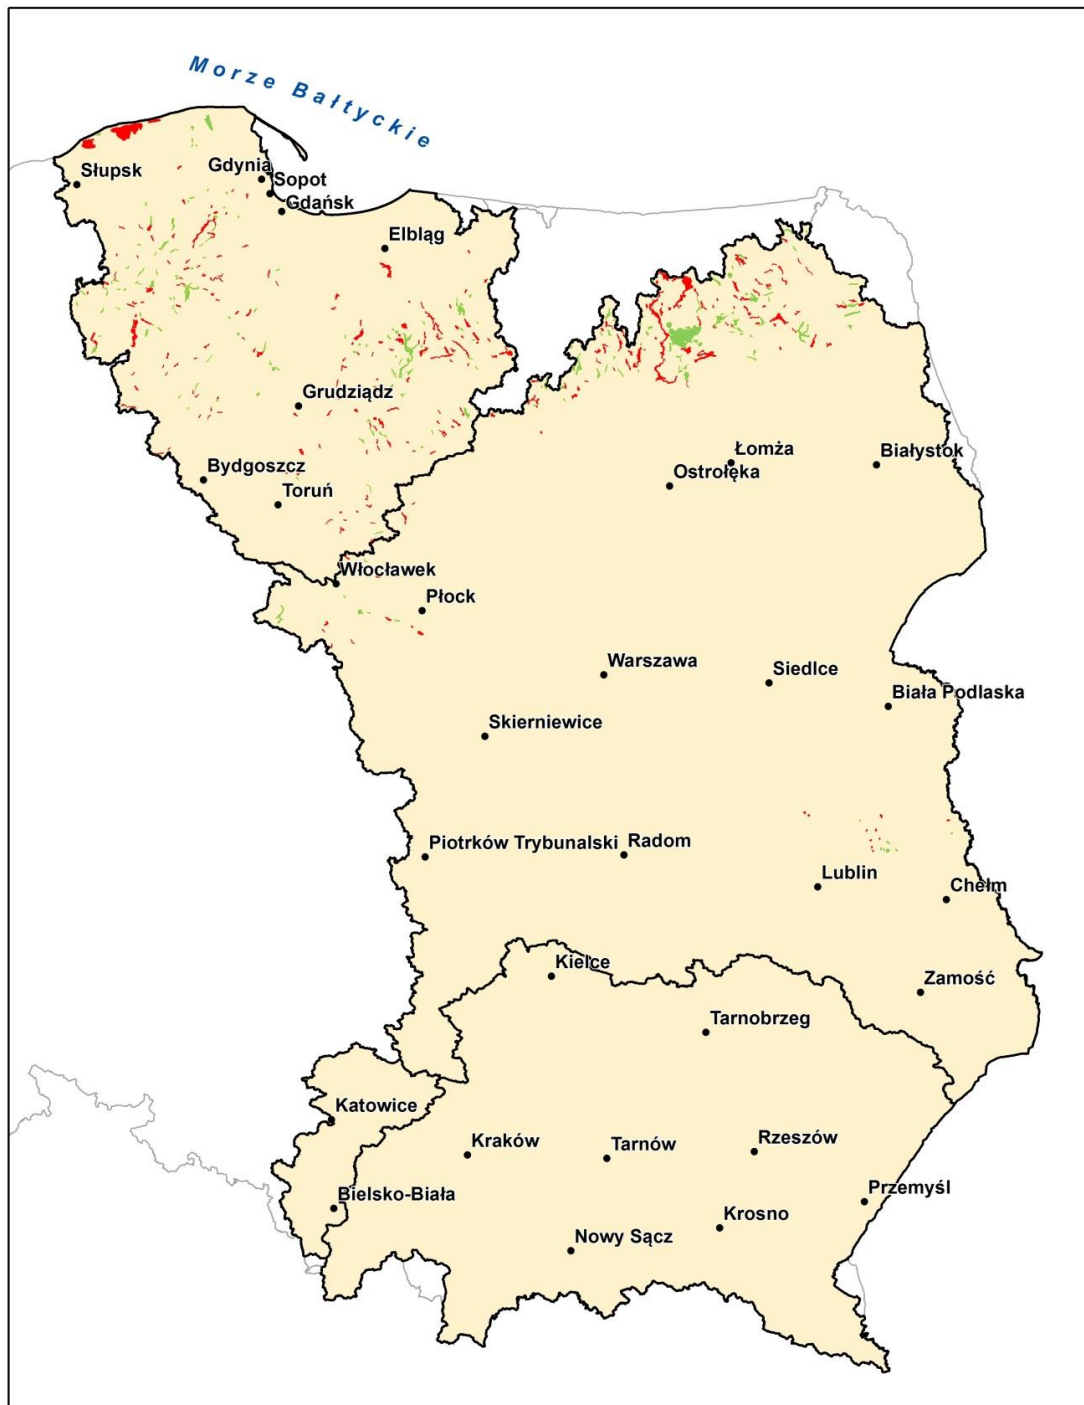 Morze Bałtyckie
Słupsk
Gdynia
Sopot
Gdańsk
Elbląg
Grudziądz
Bydgoszcz
Toruń
Łomża
Ostrołęka
Białystok
Włocławek
Płock
Warszawa
Siedlce
Biała Podlaska
Skierniewice
Piotrków Trybunalski
Radom
Lublin
Chełm
Kielce
Zamość
Tarnobrzeg
Katowice
Kraków
Tarnów
Rzeszów
Bielsko-Biała
Przemyśl
Krosno
Nowy Sącz